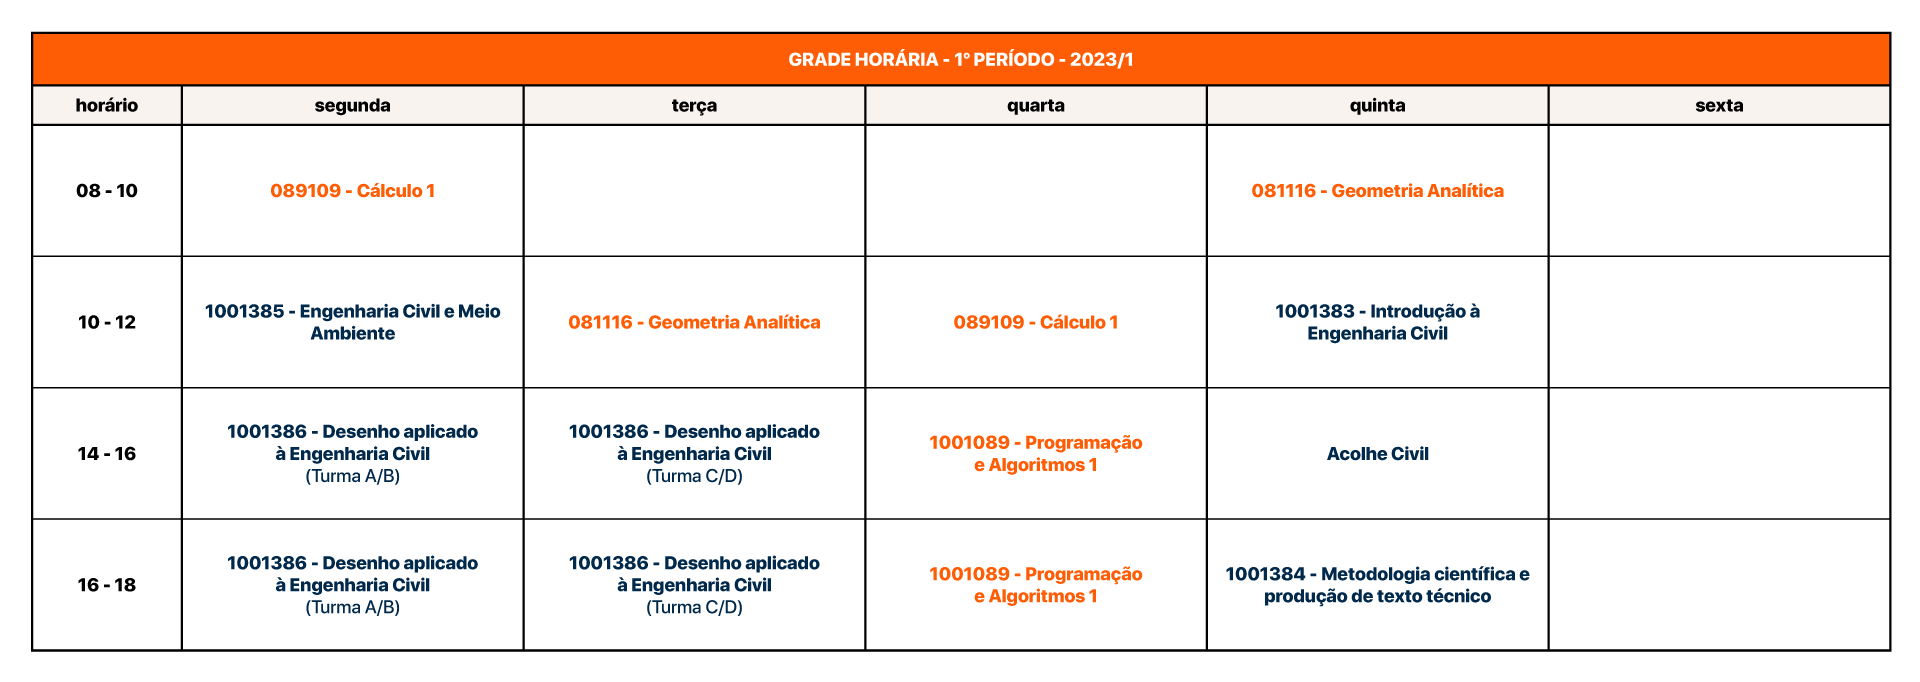 GRADE HORÁRIA - 1º PERÍODO - 2023/1
horário segunda terça quarta quinta sexta
08 - 10
089109 - Cálculo 1
081116 - Geometria Analítica
10 - 12
1001385 - Engenharia Civil e Meio
Ambiente
081116 - Geometria Analítica
089109 - Cálculo 1
1001383 - Introdução à
Engenharia Civil
14 - 16
1001386 - Desenho aplicado
à Engenharia Civil
(Turma A/B)
1001386 - Desenho aplicado
à Engenharia Civil
(Turma C/D)
1001089 - Programação
e Algoritmos 1
Acolhe Civil
16 - 18
1001386 - Desenho aplicado
à Engenharia Civil
(Turma A/B)
1001386 - Desenho aplicado
à Engenharia Civil
(Turma C/D)
1001089 - Programação
e Algoritmos 1
1001384 - Metodologia científica e
produção de texto técnico